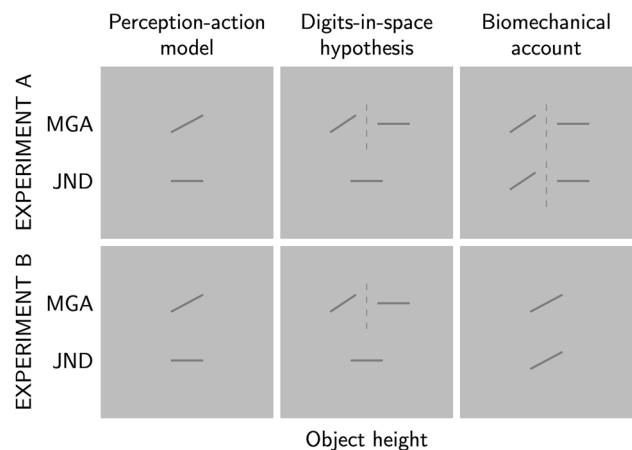 Perception-action
model
Digits-in-space
hypothesis
Biomechanical
account
EXPERIMENT A
MGA
JND
EXPERIMENT B
MGA
JND
Object height